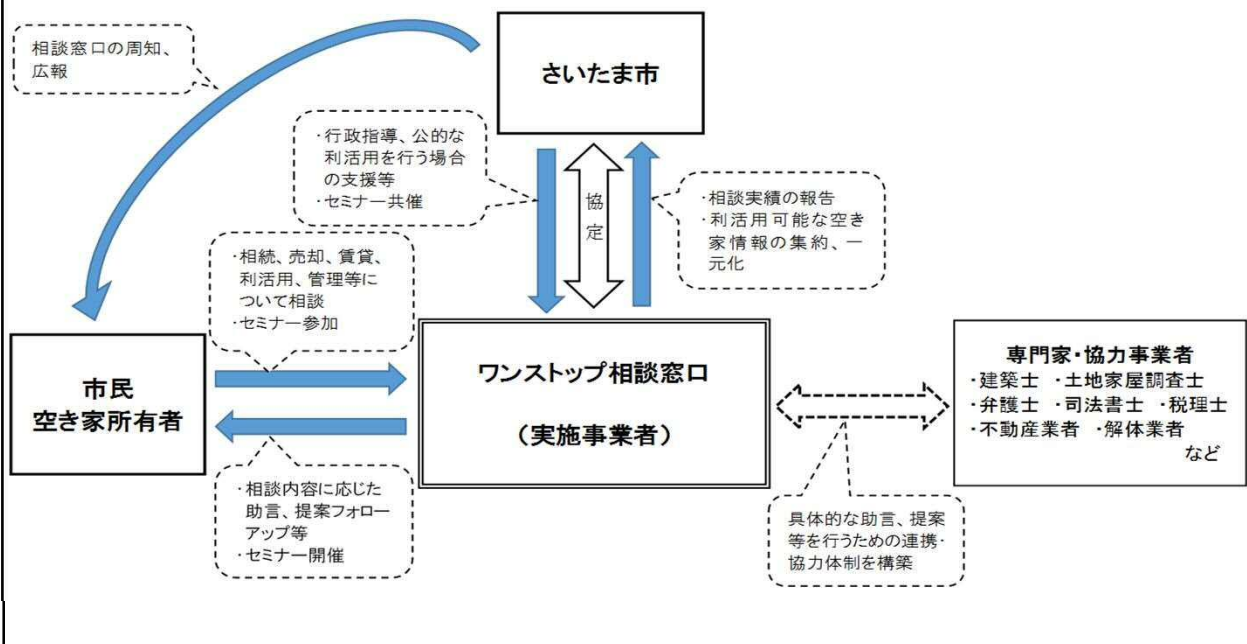 相談窓口の周知、
広報
さいたま市
・行政指導、公的な
利活用を行う場合
の支援等
・セミナー共催
協
定
・相談実績の報告
・利活用可能な空き
家情報の集約、一
元化
・相続、売却、賃貸、
利活用、管理等に
ついて相談
・セミナー参加
市民
空き家所有者
ワンストップ相談窓口
（実施事業者）
専門家・協力事業者
・建築士 ・土地家屋調査士
・弁護士 ・司法書士 ・税理士
・不動産業者 ・解体業者
など
・相談内容に応じた
助言、提案フォロー
アップ等
・セミナー開催
具体的な助言、提案
等を行うための連携・
協力体制を構築